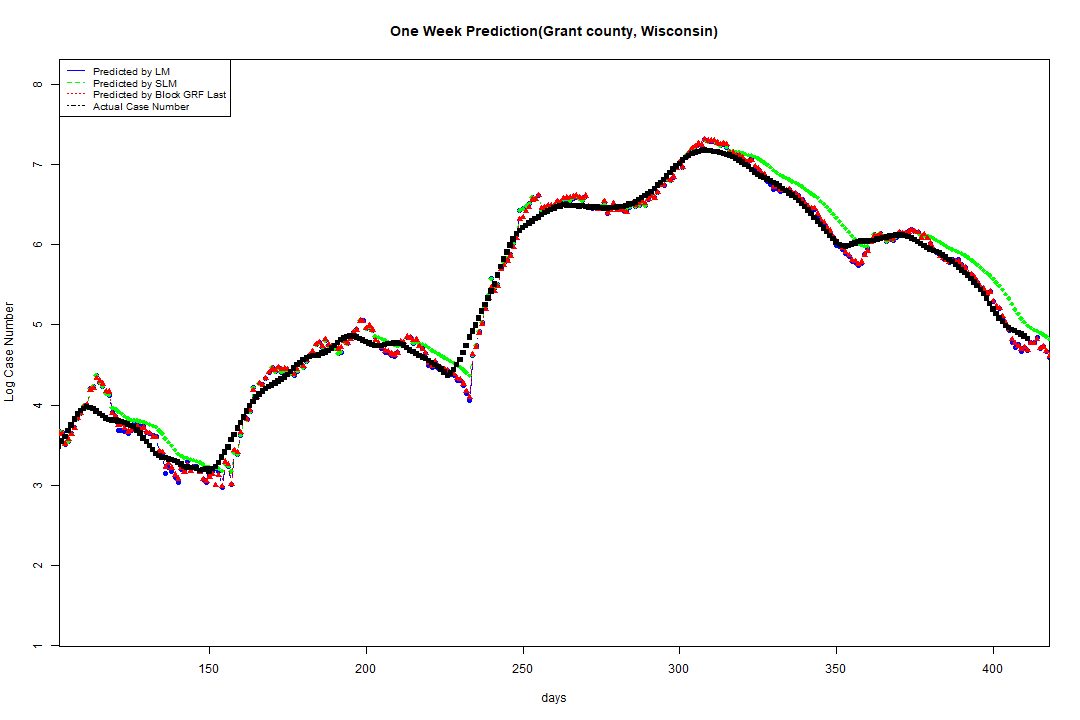 One Week Prediction(Grant county, Wisconsin)
Predicted by LM
Predicted by SLM
Predicted by Block GRF Last
Actual Case Number
8
7
6
5
4
3
2
1
Log Case Number
150 200 250 300 350 400
days